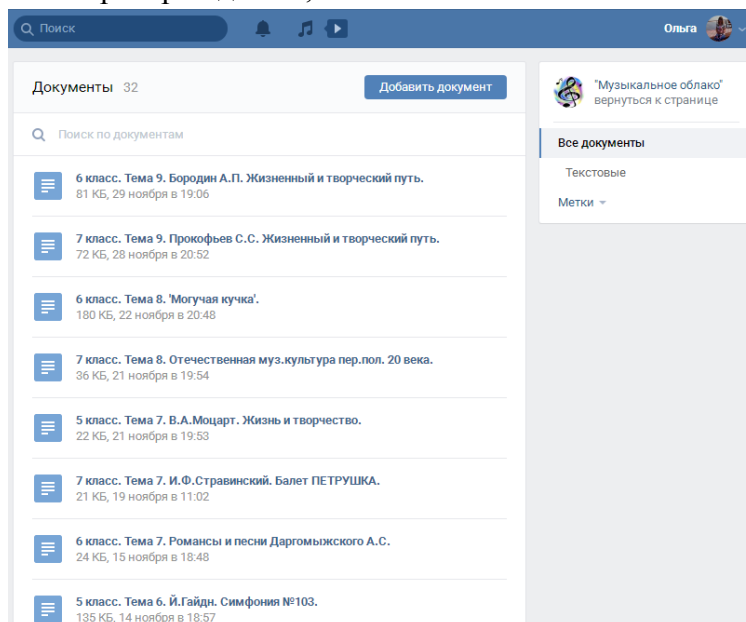 Поиск
Ольга
Документы 32
Добавить документ
Поиск по документам
6 класс. Тема 9. Бородин А.П. Жизненный и творческий путь.
81 КБ, 29 ноября в 19:06
7 класс. Тема 9. Прокофьев С.С. Жизненный и творческий путь.
72 КБ, 28 ноября в 20:52
6 класс. Тема 8. 'Могучая кучка'.
180 КБ, 22 ноября в 20:48
7 класс. Тема 8. Отечественная муз.культура пер.пол. 20 века.
36 КБ, 21 ноября в 19:54
5 класс. Тема 7. В.А.Моцарт. Жизнь и творчество.
22 КБ, 21 ноября в 19:53
7 класс. Тема 7. И.Ф.Стравинский. Балет ПЕТРУШКА.
21 КБ, 19 ноября в 11:02
6 класс. Тема 7. Романсы и песни Даргомыжского А.С.
24 КБ, 15 ноября в 18:48
5 класс. Тема 6. Й.Гайдн. Симфония №103.
135 КБ, 14 ноября в 18:57
"Музыкальное облако"
вернуться к странице
Все документы
Текстовые
Метки